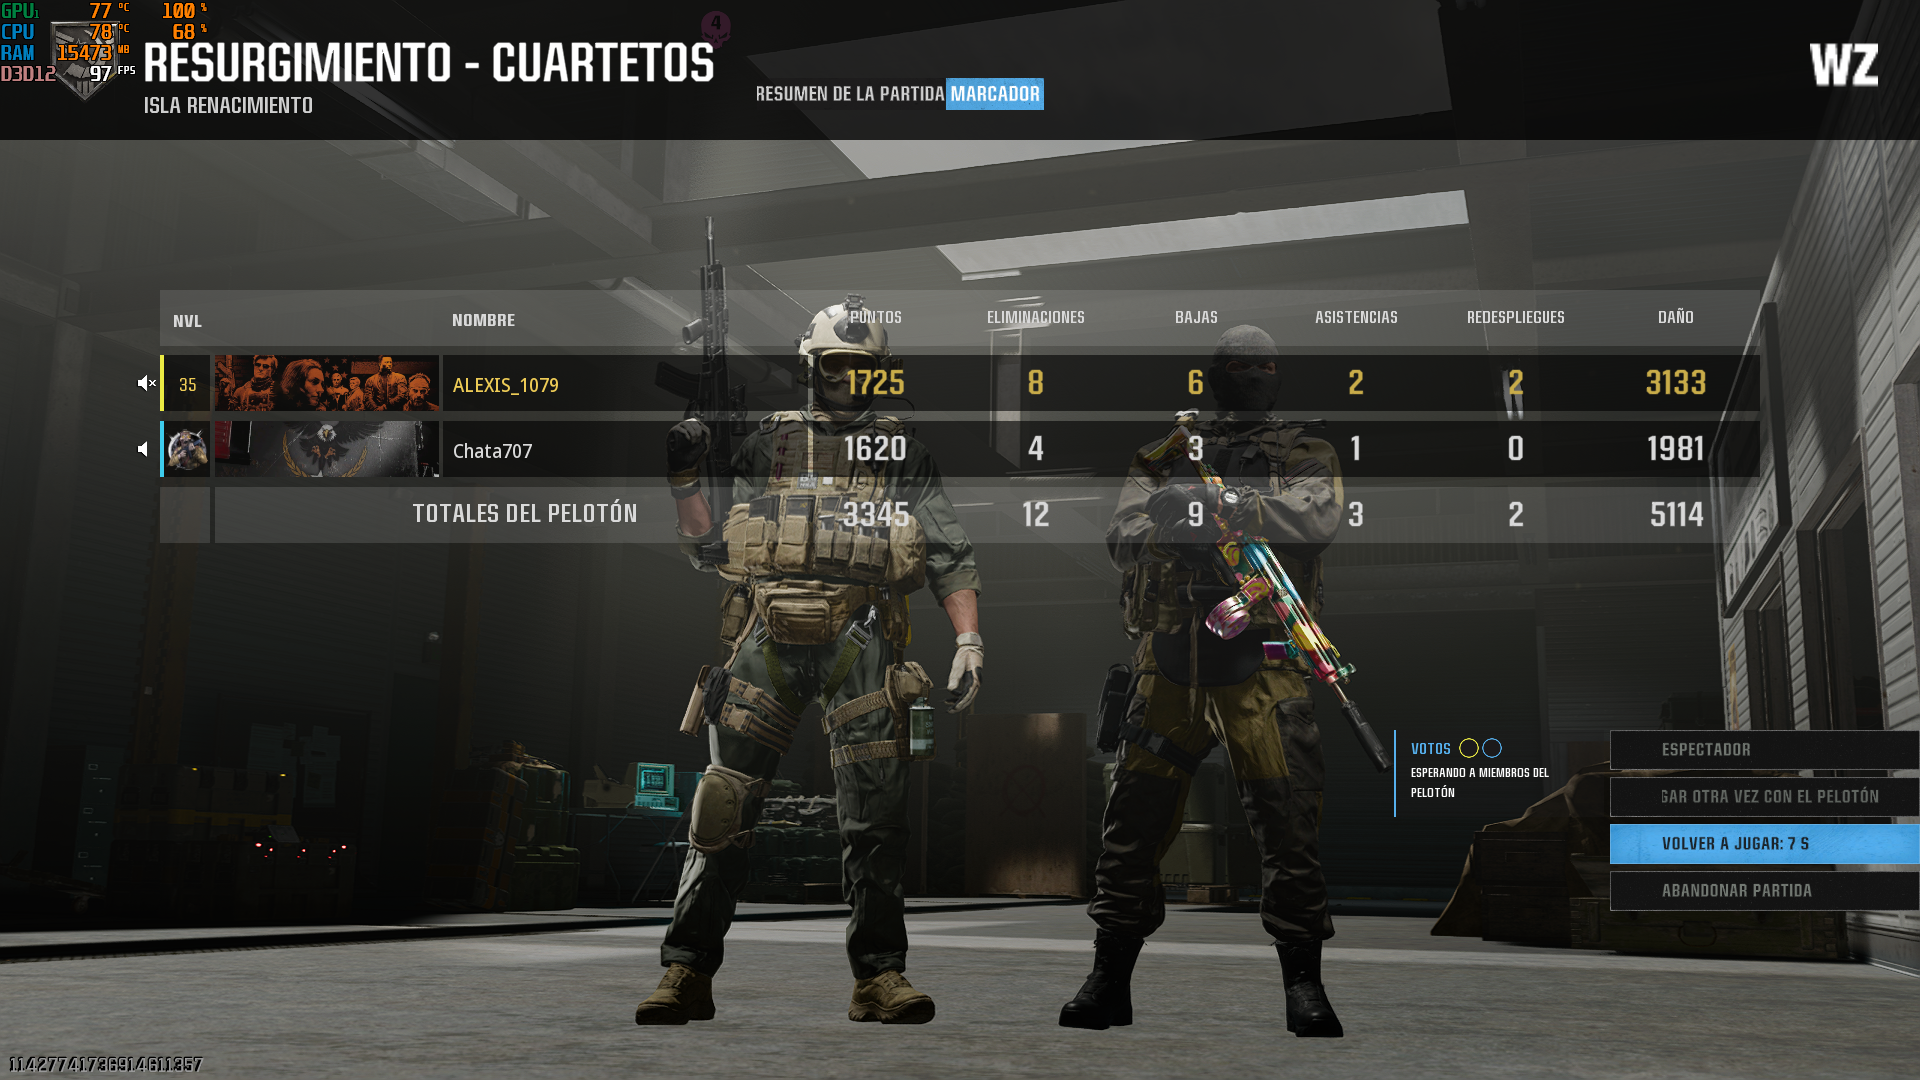 GPU1 77 °C 100 %
CPU 78 °C 68 %
RAM 15473 MB
D3D12 97 FPS
4
RESURGIMIENTO - CUARTETOS
ISLA RENACIMIENTO
RESUMEN DE LA PARTIDA MARCADOR
WZ
NVL NOMBRE PUNTOS ELIMINACIONES BAJAS ASISTENCIAS REDESPLIEGUES DAÑO
35 ALEXIS_1079 1725 8 6 2 2 3133
Chata707 1620 4 3 1 0 1981
TOTALES DEL PELOTÓN 3345 12 9 3 2 5114
VOTOS
ESPERANDO A MIEMBROS DEL
PELOTÓN
ESPECTADOR
GAR OTRA VEZ CON EL PELOTÓN
VOLVER A JUGAR: 7 S
ABANDONAR PARTIDA
11427741736914611357